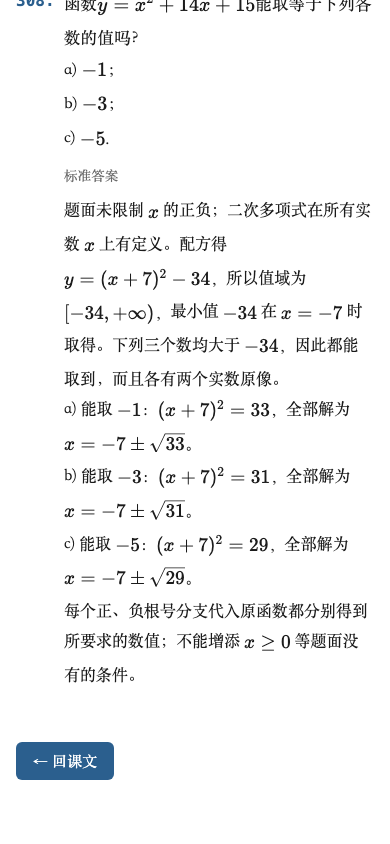 308. 函数y = x² + 14x + 15能取等于下列各
数的值吗?
a) −1;
b) −3;
c) −5.
标准答案
题面未限制 x 的正负；二次多项式在所有实
数 x 上有定义。配方得
y = (x + 7)² − 34，所以值域为
[−34, +∞)，最小值 −34 在 x = −7 时
取得。下列三个数均大于 −34，因此都能
取到，而且各有两个实数原像。
a) 能取 −1：(x + 7)² = 33，全部解为
x = −7 ± √33。
b) 能取 −3：(x + 7)² = 31，全部解为
x = −7 ± √31。
c) 能取 −5：(x + 7)² = 29，全部解为
x = −7 ± √29。
每个正、负根号分支代入原函数都分别得到
所要求的数值；不能增添 x ≥ 0 等题面没
有的条件。
← 回课文